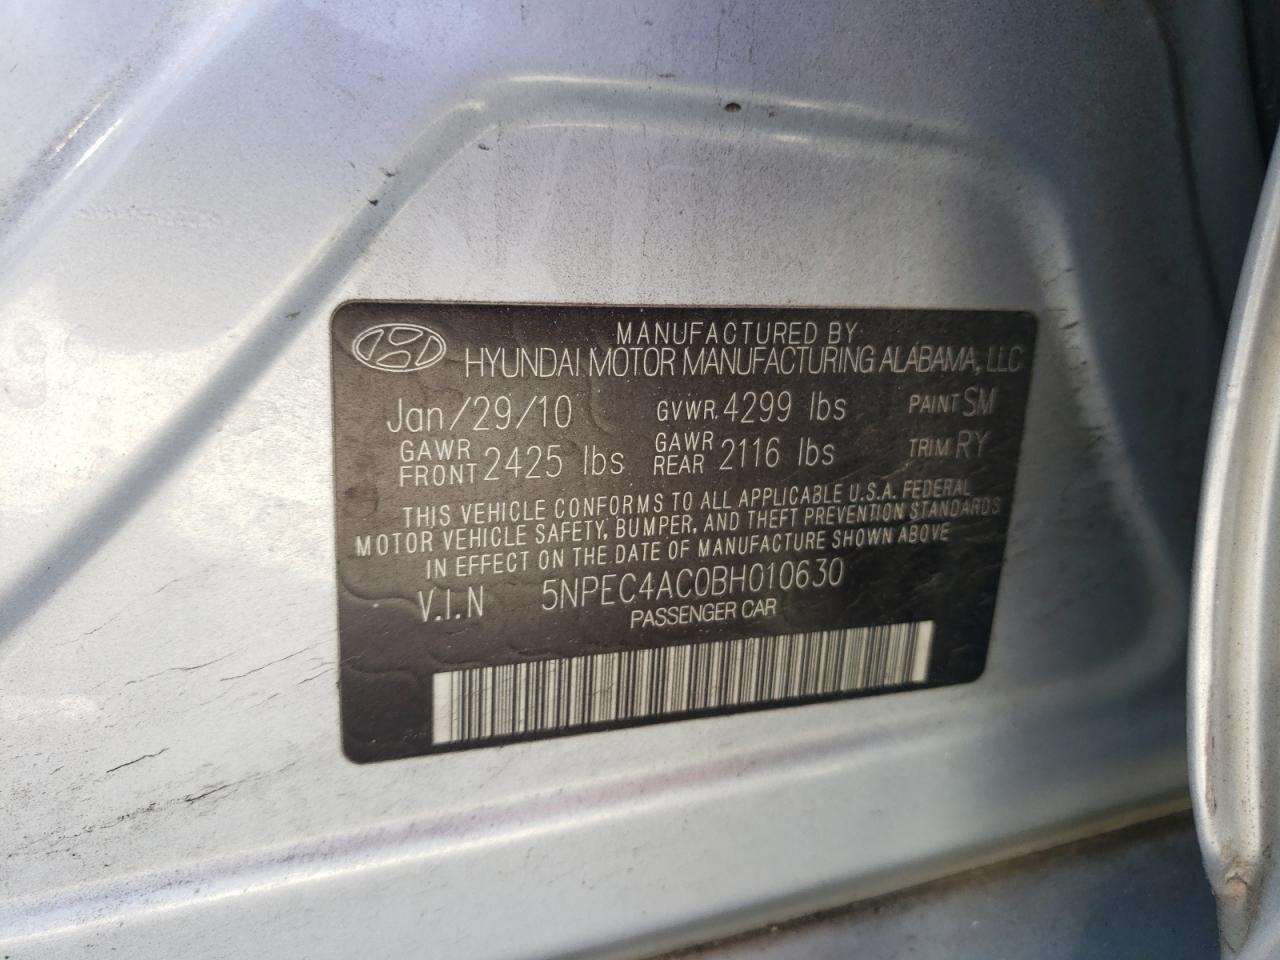 MANUFACTURED BY
HYUNDAI MOTOR MANUFACTURING ALABAMA, LLC
Jan/29/10 GVWR 4299 lbs PAINT SM
GAWR FRONT 2425 lbs GAWR REAR 2116 lbs TRIM RY
THIS VEHICLE CONFORMS TO ALL APPLICABLE U.S.A. FEDERAL
MOTOR VEHICLE SAFETY, BUMPER, AND THEFT PREVENTION STANDARDS
IN EFFECT ON THE DATE OF MANUFACTURE SHOWN ABOVE
V.I.N 5NPEC4AC0BH010630
PASSENGER CAR